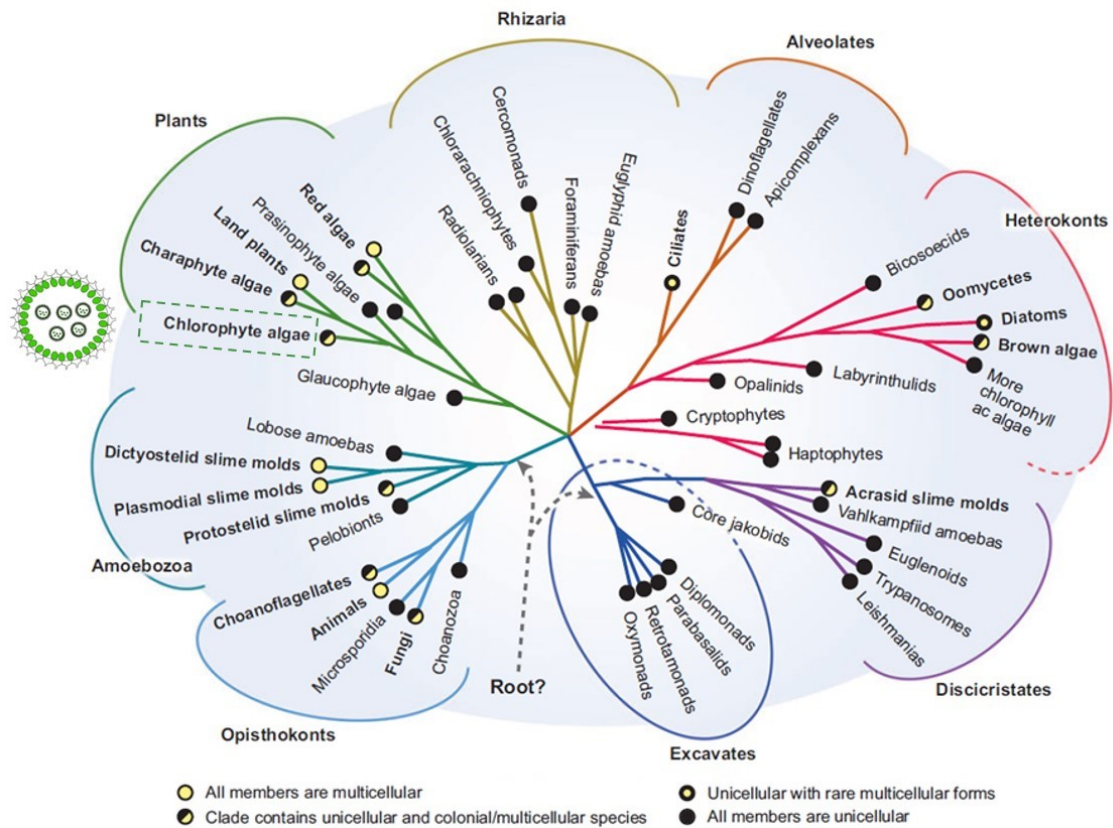 Rhizaria
Alveolates
Plants
Heterokonts
Red algae
Land plants
Prasinophyte algae
Charaphyte algae
Chlorophyte algae
Glaucophyte algae
Radiolarians
Chlorarachniophytes
Cercomonads
Foraminiferans
Euglyphid amoebas
Ciliates
Dinoflagellates
Apicomplexans
Bicosoecids
Oomycetes
Diatoms
Brown algae
More
chlorophyll
ac algae
Labyrinthulids
Opalinids
Cryptophytes
Haptophytes
Lobose amoebas
Dictyostelid slime molds
Plasmodial slime molds
Protostelid slime molds
Pelobionts
Amoebozoa
Choanoflagellates
Animals
Microsporidia
Fungi
Choanozoa
Opisthokonts
Root?
Core jakobids
Diplomonads
Parabasalids
Retrotamonads
Oxymonads
Excavates
Acrasid slime molds
Vahlkampfiid amoebas
Euglenoids
Trypanosomes
Leishmanias
Discicristates
All members are multicellular
Clade contains unicellular and colonial/multicellular species
Unicellular with rare multicellular forms
All members are unicellular